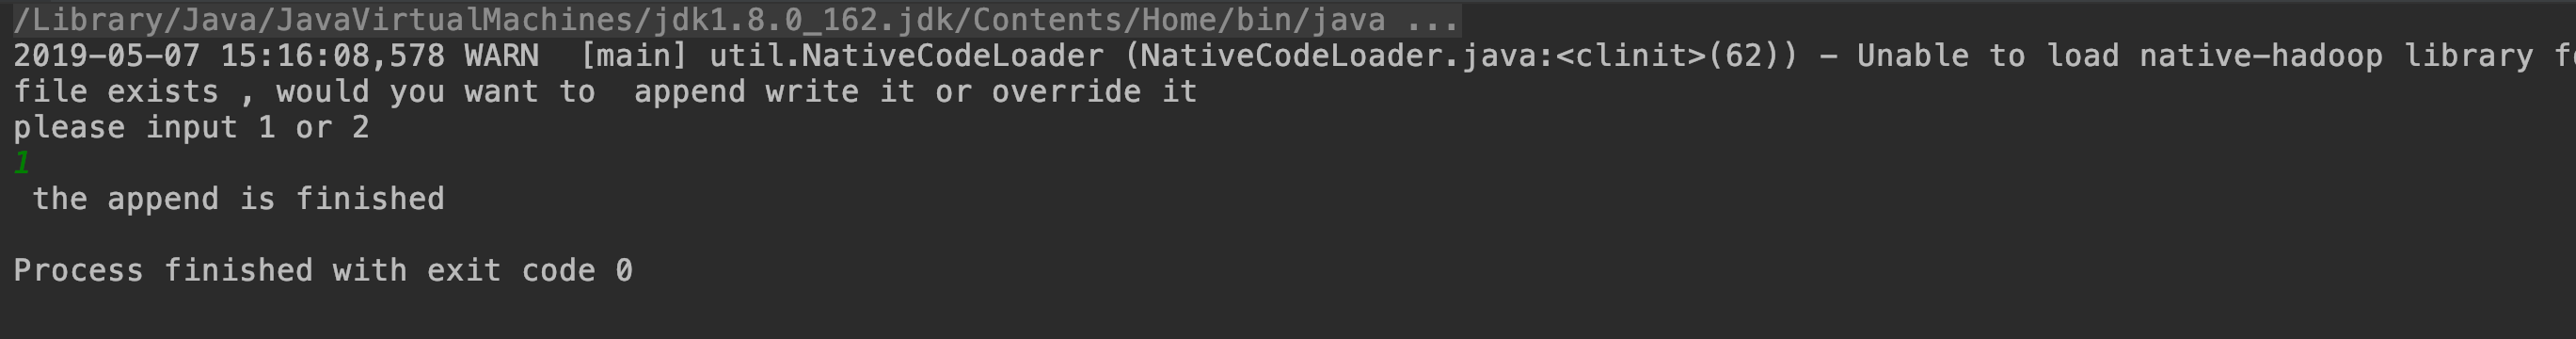 /Library/Java/JavaVirtualMachines/jdk1.8.0_162.jdk/Contents/Home/bin/java ...
2019-05-07 15:16:08,578 WARN  [main] util.NativeCodeLoader (NativeCodeLoader.java:<clinit>(62)) - Unable to load native-hadoop library
file exists , would you want to  append write it or override it
please input 1 or 2
1
 the append is finished
Process finished with exit code 0